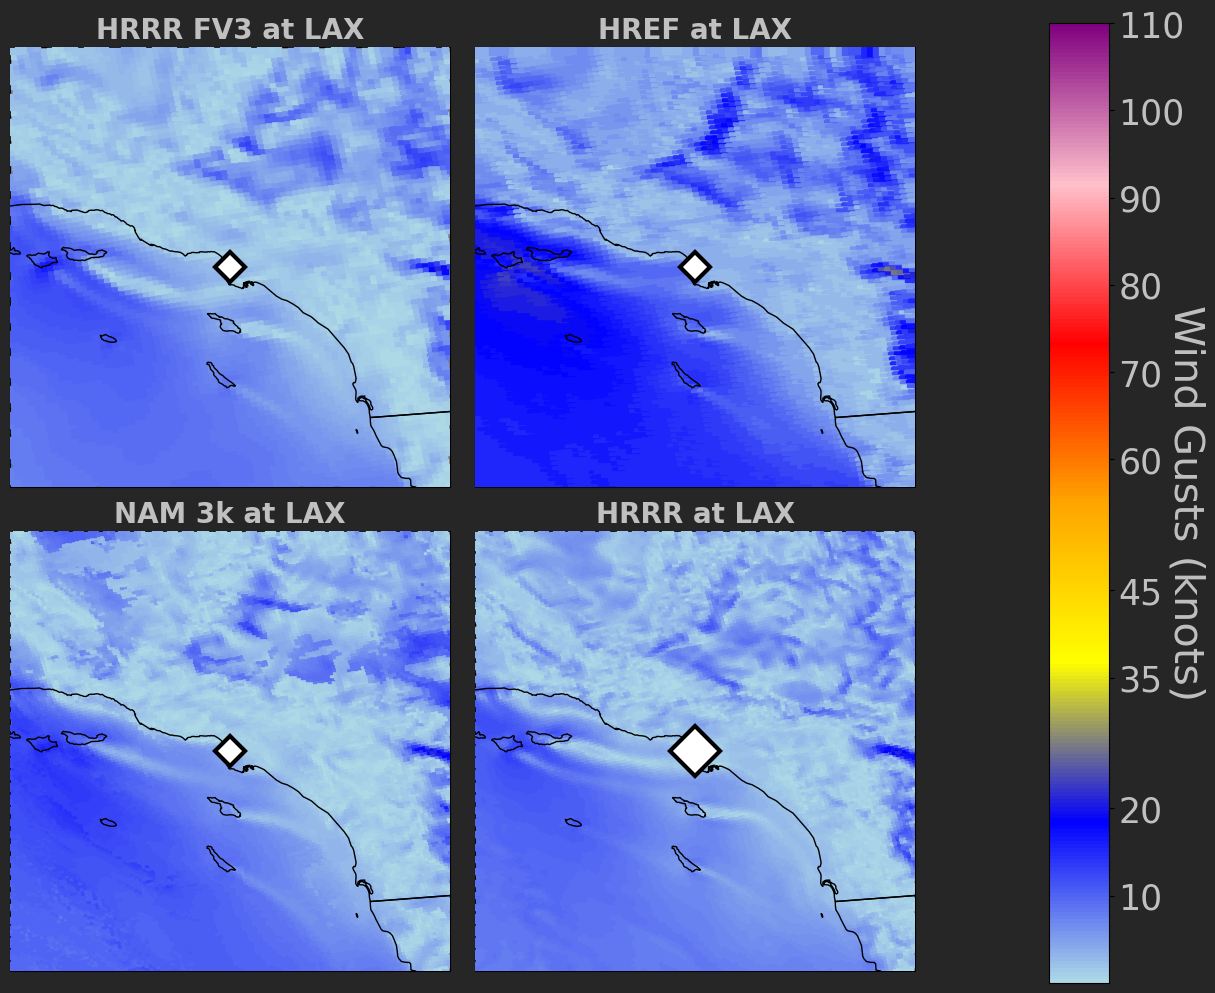 HRRR FV3 at LAX
HREF at LAX
NAM 3k at LAX
HRRR at LAX
110
100
90
80
70
60
45
35
20
10
Wind Gusts (knots)